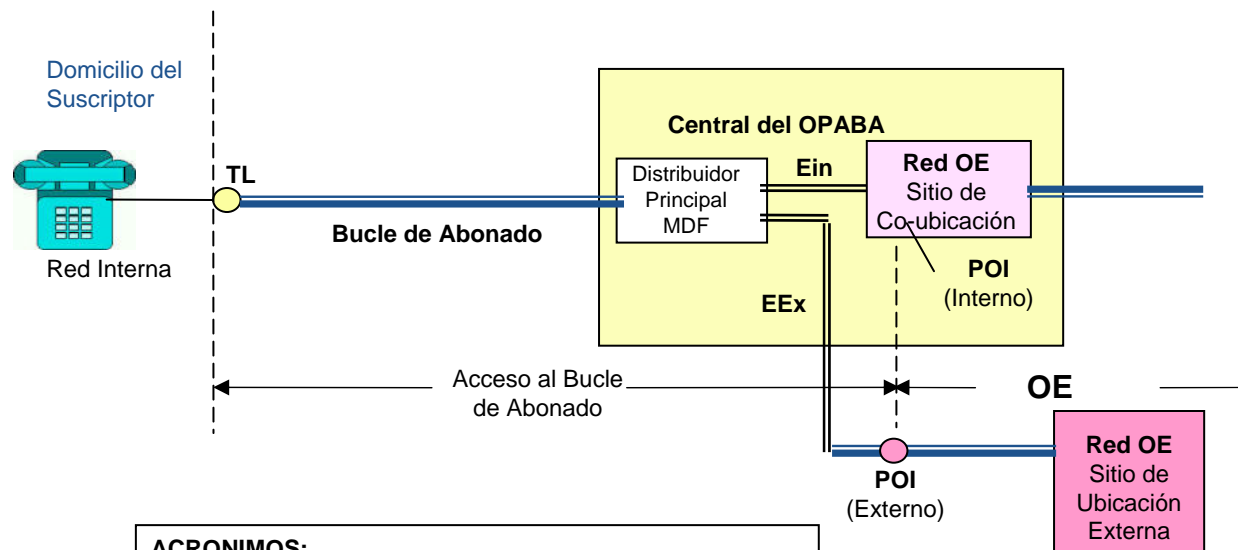 Domicilio del
Suscriptor
TL
Red Interna
Bucle de Abonado
Central del OPABA
Distribuidor
Principal
MDF
Ein
Red OE
Sitio de
Co-ubicación
POI
(Interno)
EEx
Acceso al Bucle
de Abonado
OE
POI
(Externo)
Red OE
Sitio de
Ubicación
Externa
ACRONIMOS: